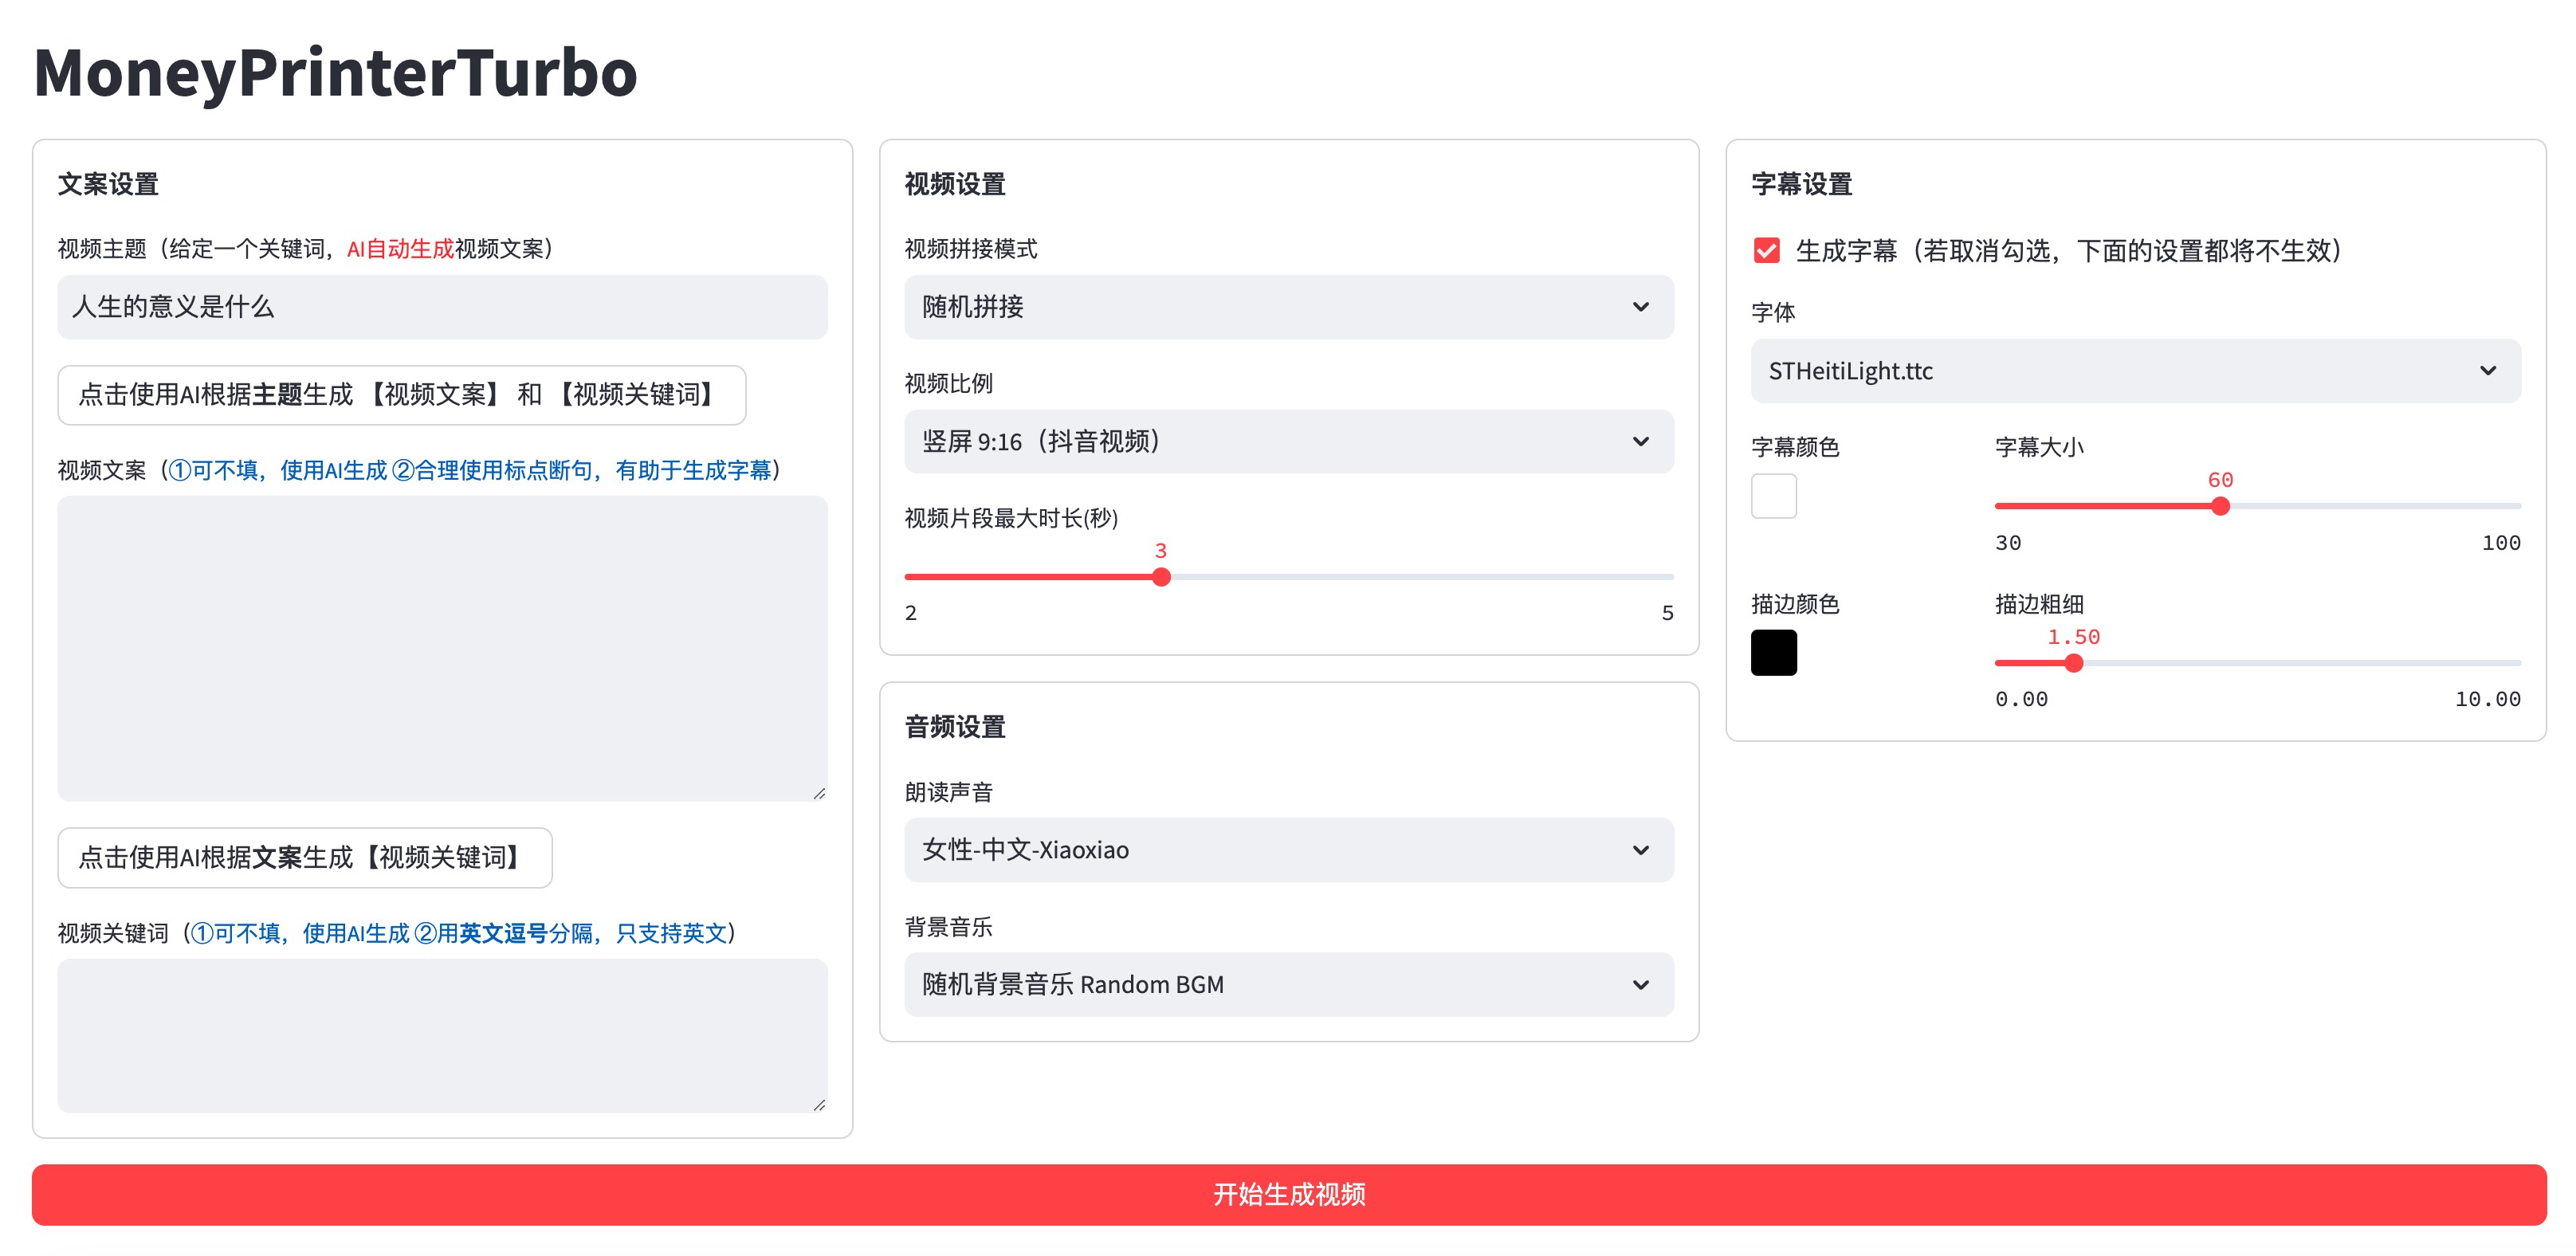 MoneyPrinterTurbo
文案设置
视频主题（给定一个关键词，AI自动生成视频文案）
人生的意义是什么
点击使用AI根据主题生成 【视频文案】 和 【视频关键词】
视频文案（①可不填，使用AI生成 ②合理使用标点断句，有助于生成字幕）
点击使用AI根据文案生成【视频关键词】
视频关键词（①可不填，使用AI生成 ②用英文逗号分隔，只支持英文）
视频设置
视频拼接模式
随机拼接
视频比例
竖屏 9:16（抖音视频）
视频片段最大时长(秒)
3
2 5
音频设置
朗读声音
女性-中文-Xiaoxiao
背景音乐
随机背景音乐 Random BGM
字幕设置
生成字幕（若取消勾选，下面的设置都将不生效）
字体
STHeitiLight.ttc
字幕颜色 字幕大小
60
30 100
描边颜色 描边粗细
1.50
0.00 10.00
开始生成视频